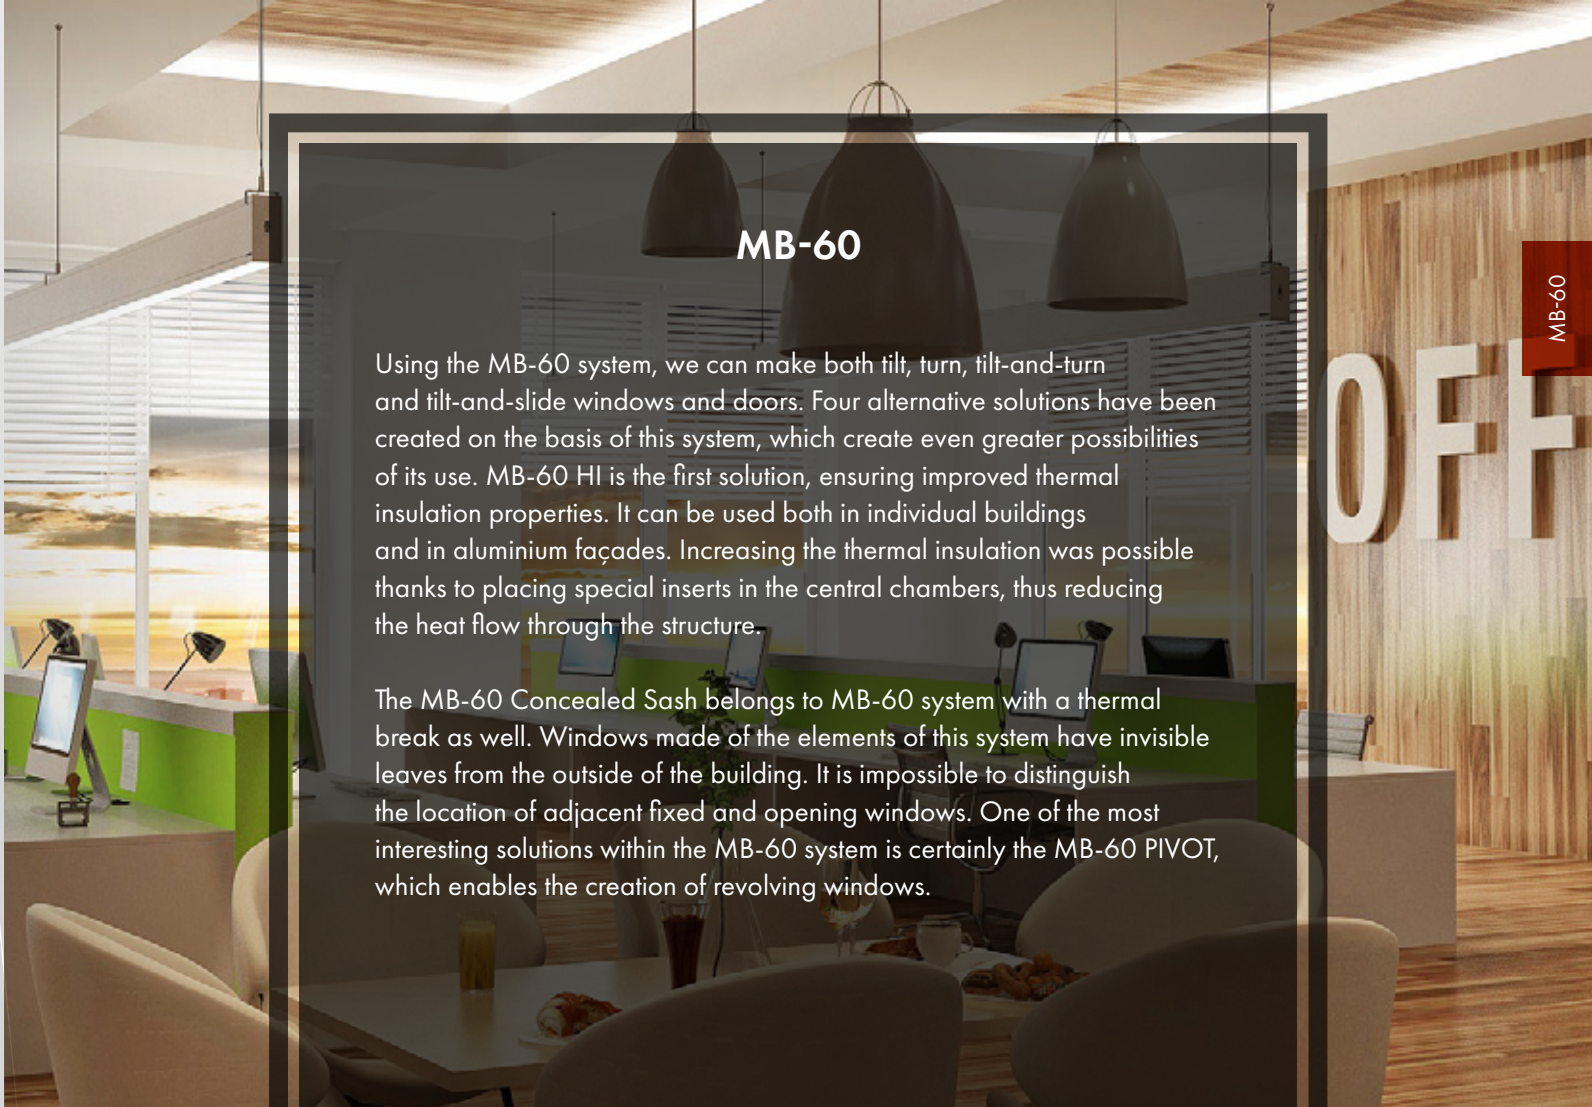 MB-60
Using the MB-60 system, we can make both tilt, turn, tilt-and-turn
and tilt-and-slide windows and doors. Four alternative solutions have been
created on the basis of this system, which create even greater possibilities
of its use. MB-60 HI is the first solution, ensuring improved thermal
insulation properties. It can be used both in individual buildings
and in aluminium façades. Increasing the thermal insulation was possible
thanks to placing special inserts in the central chambers, thus reducing
the heat flow through the structure.
The MB-60 Concealed Sash belongs to MB-60 system with a thermal
break as well. Windows made of the elements of this system have invisible
leaves from the outside of the building. It is impossible to distinguish
the location of adjacent fixed and opening windows. One of the most
interesting solutions within the MB-60 system is certainly the MB-60 PIVOT,
which enables the creation of revolving windows.
MB-60
OFF